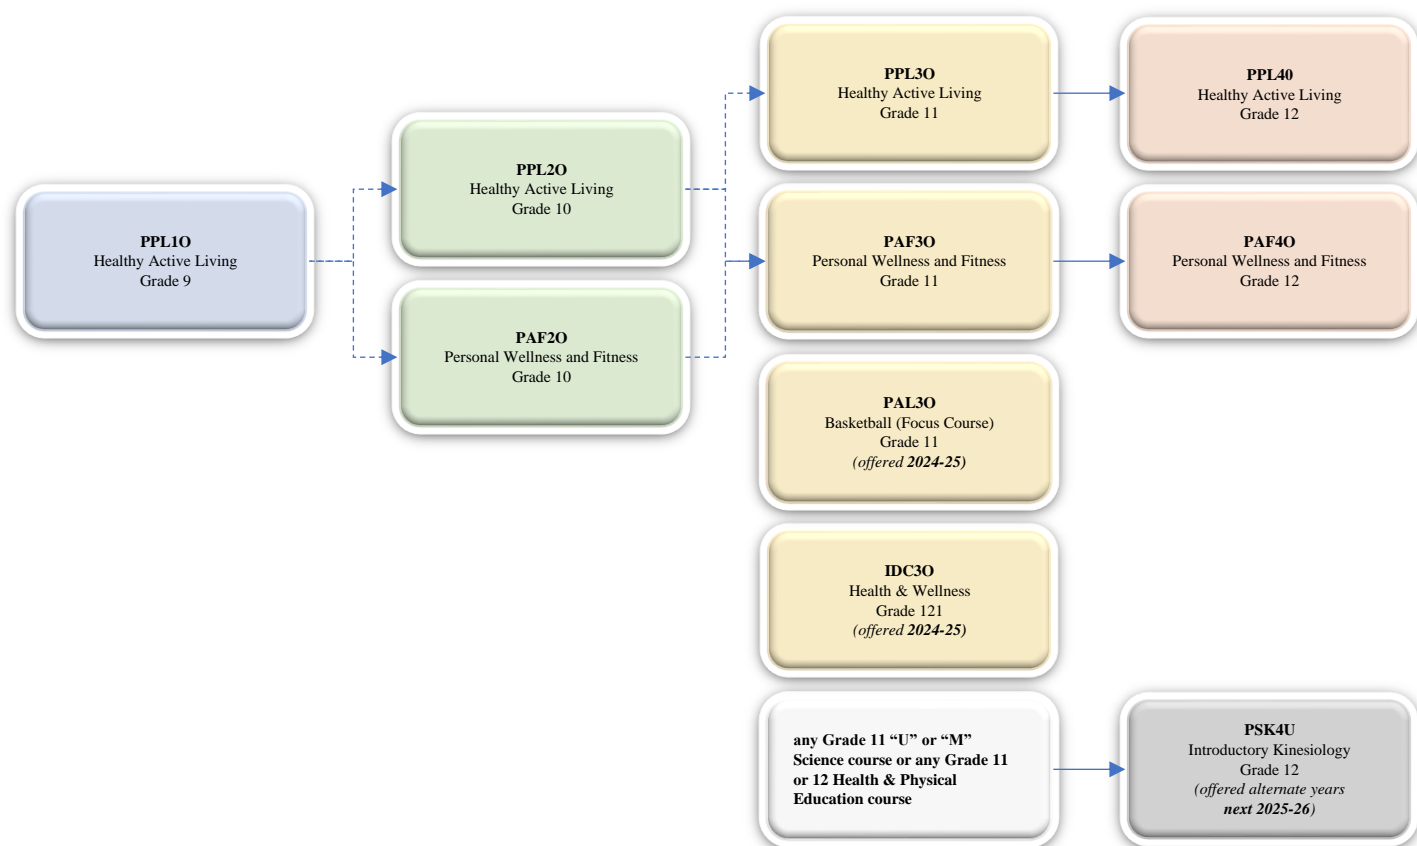 PPL1O
Healthy Active Living
Grade 9
PPL2O
Healthy Active Living
Grade 10
PAF2O
Personal Wellness and Fitness
Grade 10
PPL3O
Healthy Active Living
Grade 11
PAF3O
Personal Wellness and Fitness
Grade 11
PAL3O
Basketball (Focus Course)
Grade 11
(offered 2024-25)
IDC3O
Health & Wellness
Grade 121
(offered 2024-25)
any Grade 11 “U” or “M”
Science course or any Grade 11
or 12 Health & Physical
Education course
PPL40
Healthy Active Living
Grade 12
PAF4O
Personal Wellness and Fitness
Grade 12
PSK4U
Introductory Kinesiology
Grade 12
(offered alternate years
next 2025-26)